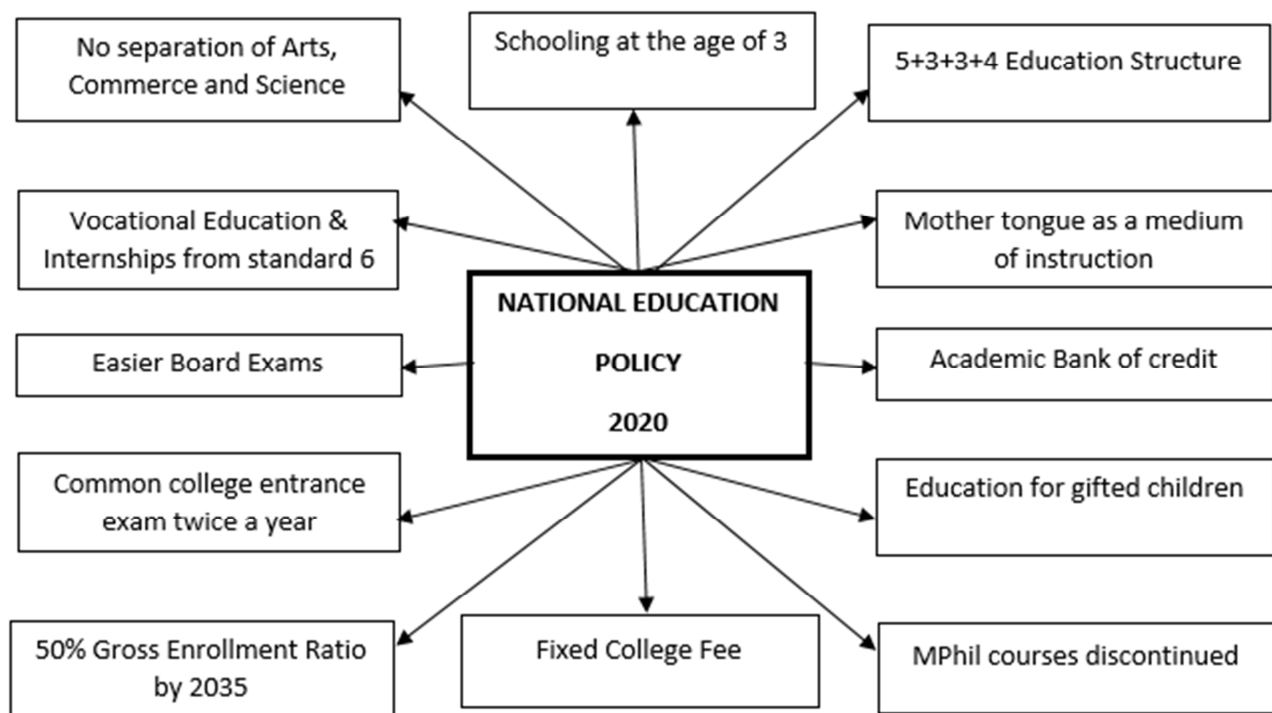 No separation of Arts,
Commerce and Science
Schooling at the age of 3
5+3+3+4 Education Structure
Vocational Education &
Internships from standard 6
Mother tongue as a medium
of instruction
NATIONAL EDUCATION
POLICY
2020
Easier Board Exams
Academic Bank of credit
Common college entrance
exam twice a year
Education for gifted children
50% Gross Enrollment Ratio
by 2035
Fixed College Fee
MPhil courses discontinued